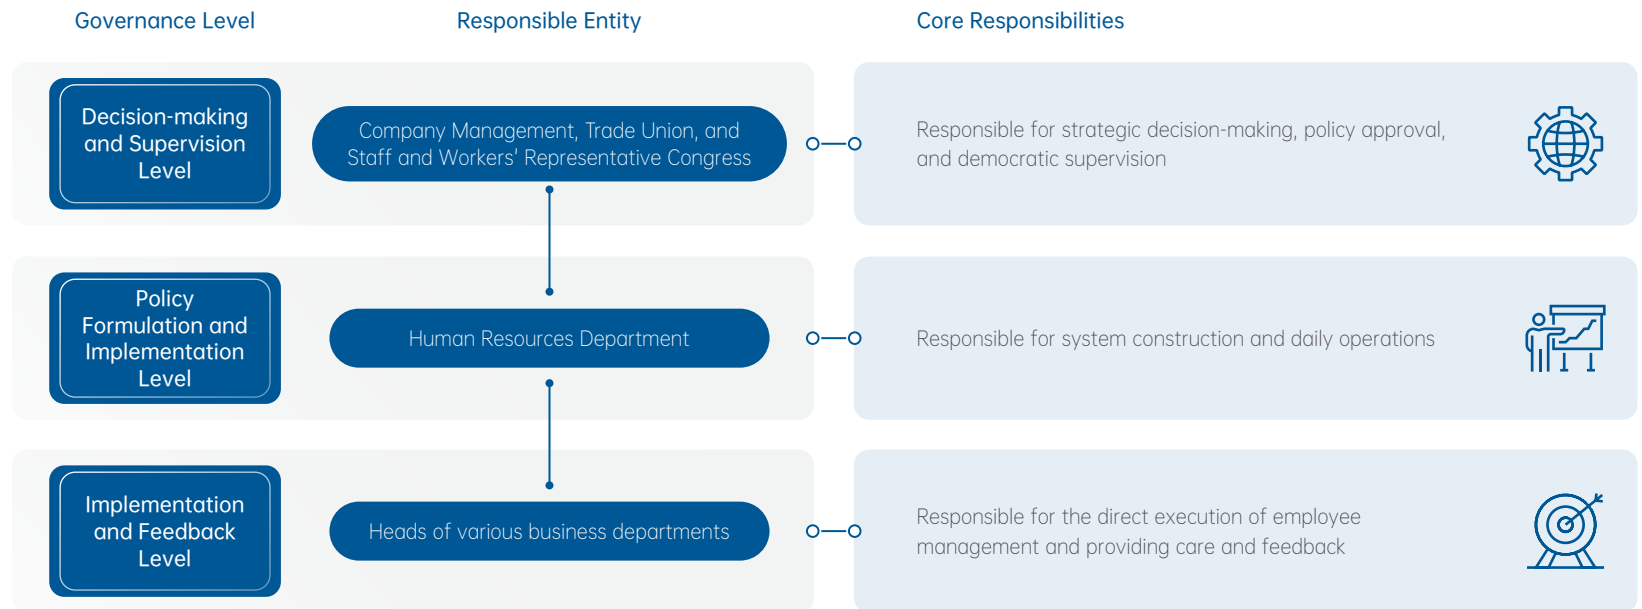 Governance Level
Responsible Entity
Core Responsibilities
Decision-making
and Supervision
Level
Company Management, Trade Union, and
Staff and Workers' Representative Congress
Responsible for strategic decision-making, policy approval,
and democratic supervision
Policy
Formulation and
Implementation
Level
Human Resources Department
Responsible for system construction and daily operations
Implementation
and Feedback
Level
Heads of various business departments
Responsible for the direct execution of employee
management and providing care and feedback